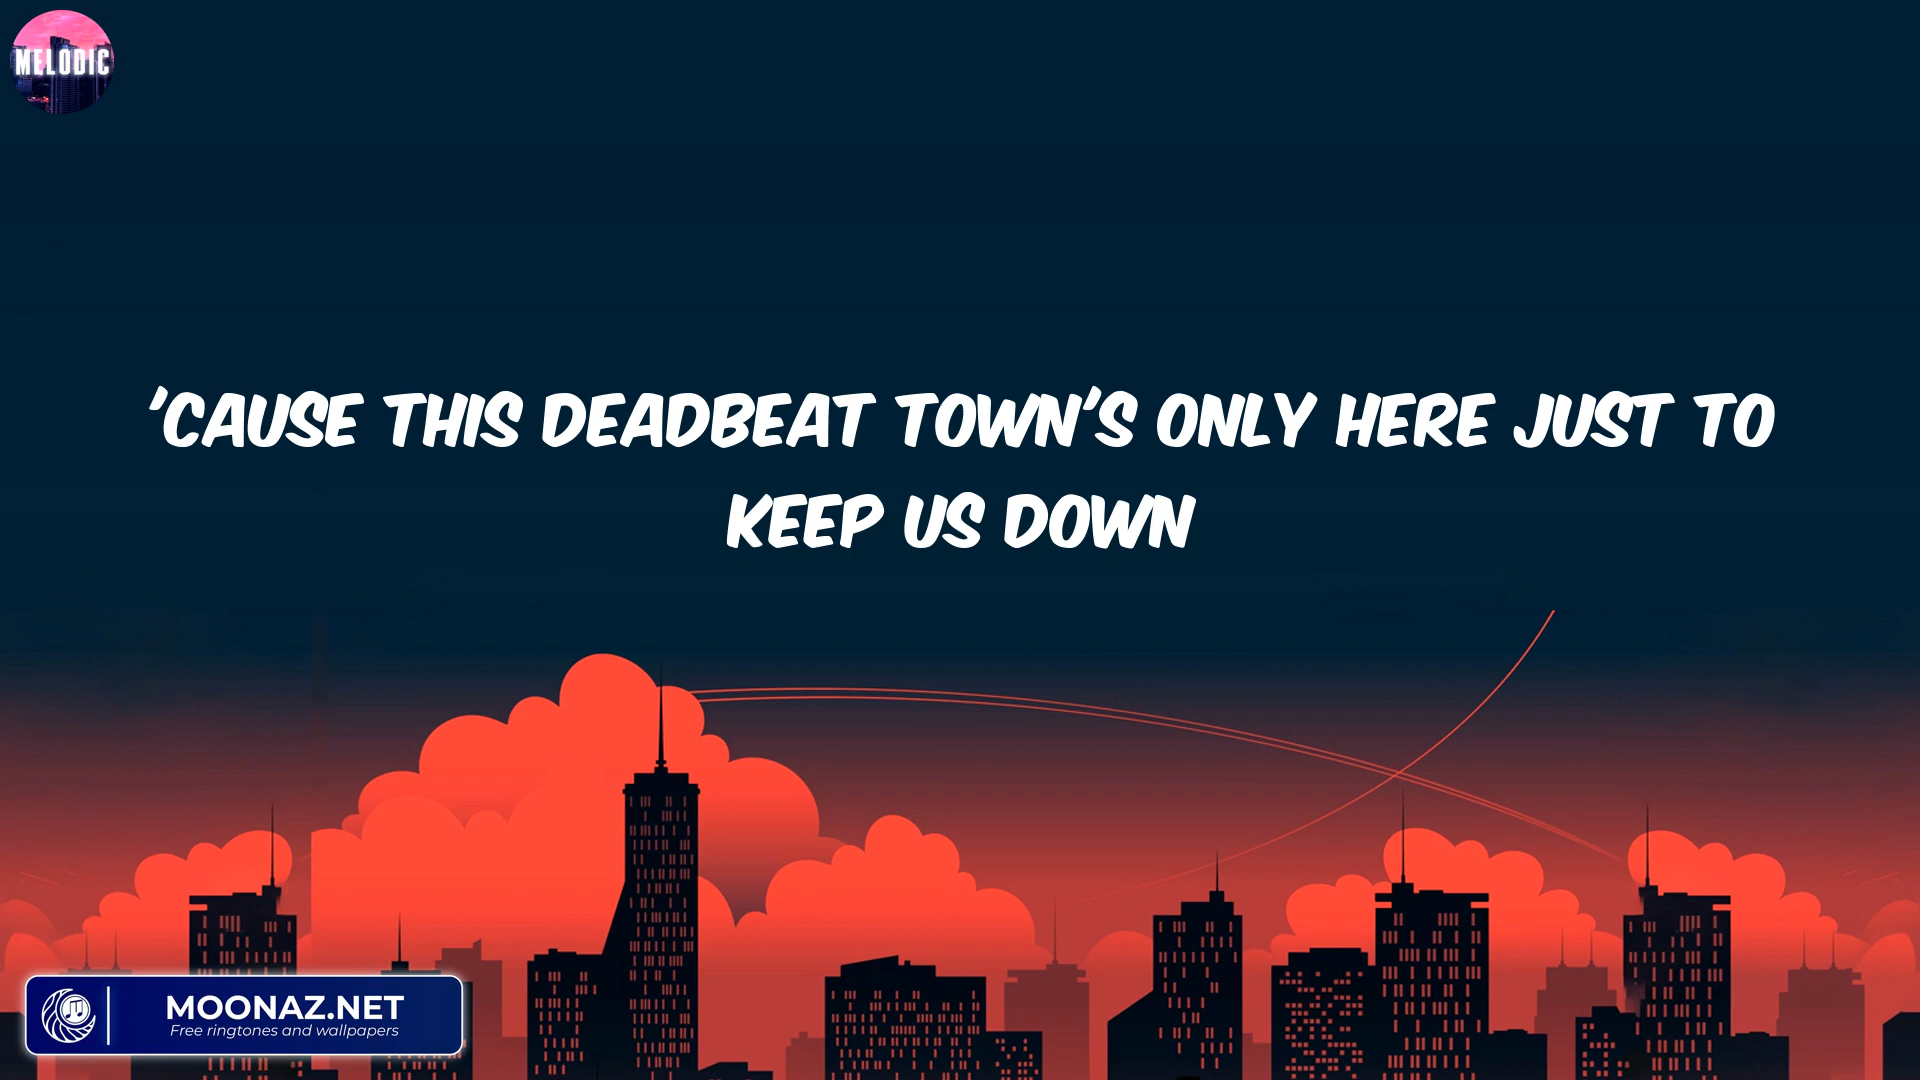 MELODIC
'CAUSE THIS DEADBEAT TOWN'S ONLY HERE JUST TO
KEEP US DOWN
MOONAZ.NET
Free ringtones and wallpapers